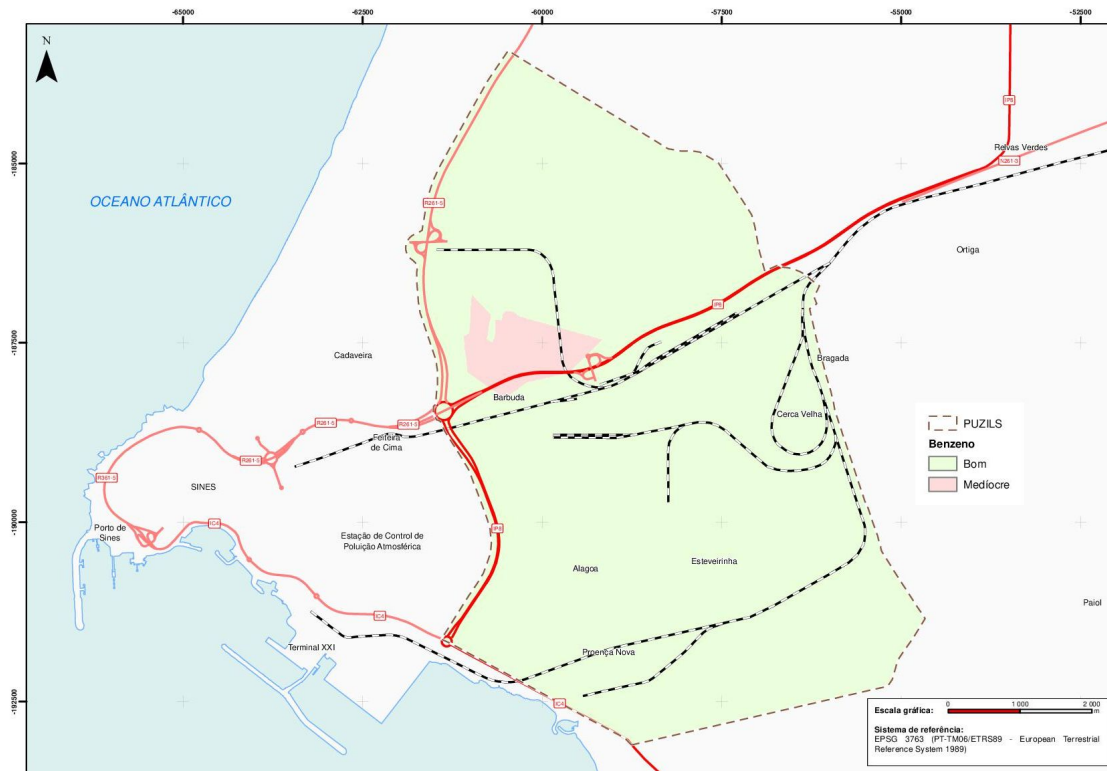 -65000
-62500
-60000
-57500
-55000
-52500
N
IP8
-185000
Relvas Verdes
N261-5
OCEANO ATLÂNTICO
R261-5
Ortiga
IP8
-187500
Cadaveira
Bragada
Barbuda
Cerca Velha
R261-5
R261-5
Feiteira
de Cima
R261-5
PUZILS
Benzeno
Bom
Medíocre
SINES
IC4
Porto de
Sines
-190000
IP8
Estação de Control de
Poluição Atmosférica
Alagoa
Esteveirinha
Paiol
IC4
Terminal XXI
Proença Nova
-192500
IC4
Escala gráfica:
0
1 000
2 000
m
Sistema de referência:
EPSG 3763 (PT-TM06/ETRS89 - European Terrestrial
Reference System 1989)